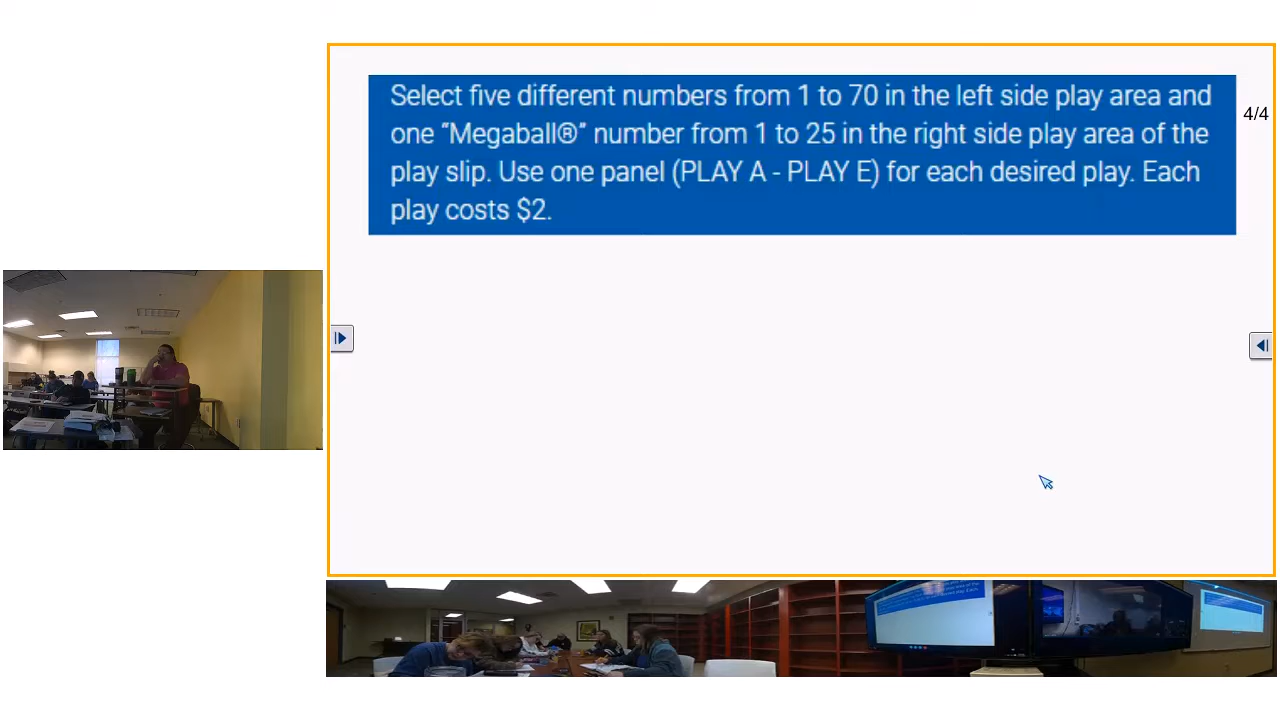 Select five different numbers from 1 to 70 in the left side play area and
one “Megaball®” number from 1 to 25 in the right side play area of the
play slip. Use one panel (PLAY A - PLAY E) for each desired play. Each
play costs $2.
4/4